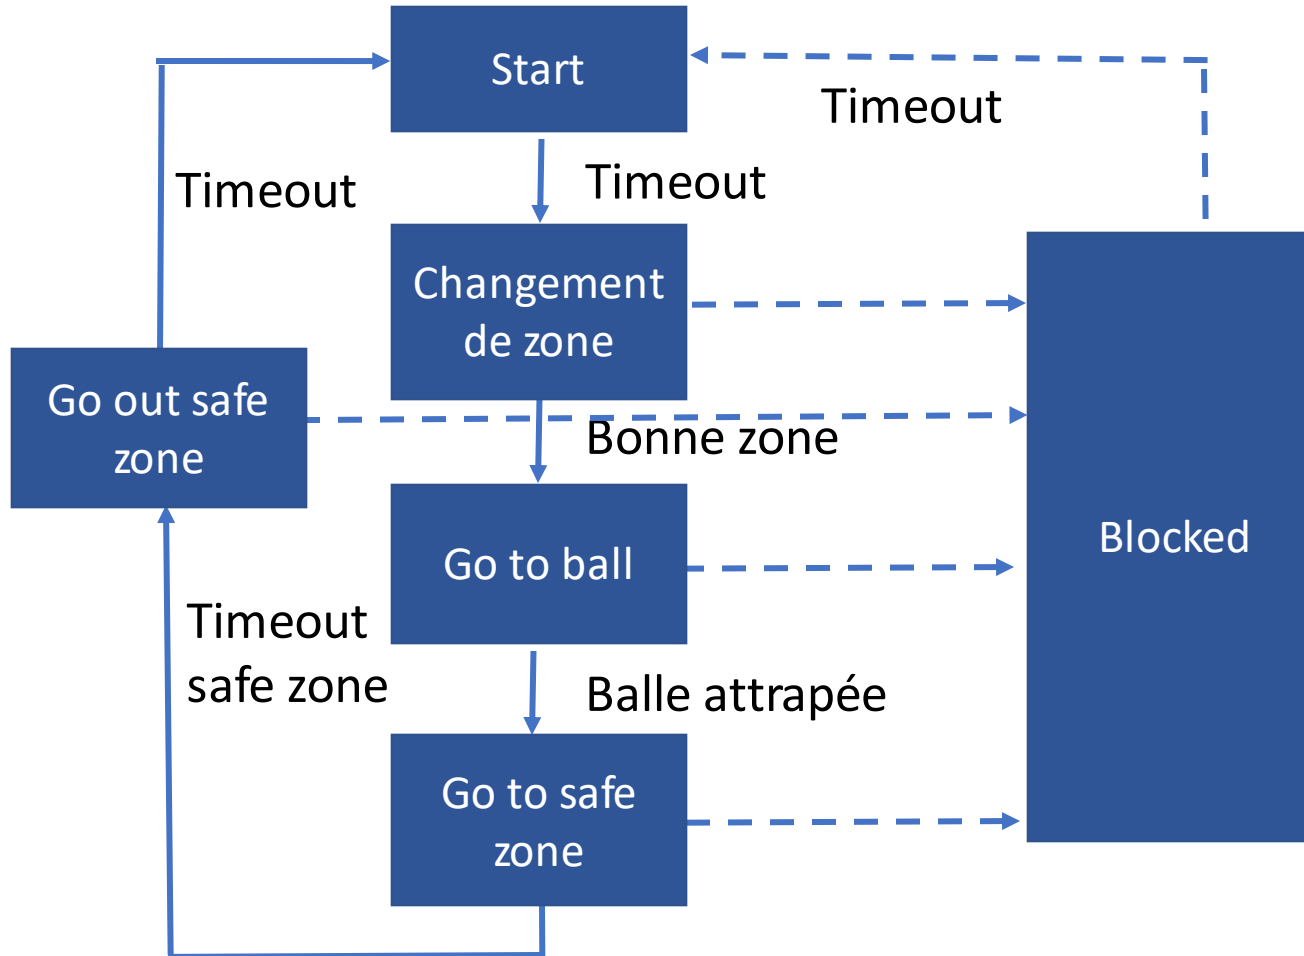 Start
Timeout
Timeout
Timeout
Changement
de zone
Go out safe
zone
Bonne zone
Blocked
Go to ball
Timeout
safe zone
Balle attrapée
Go to safe
zone